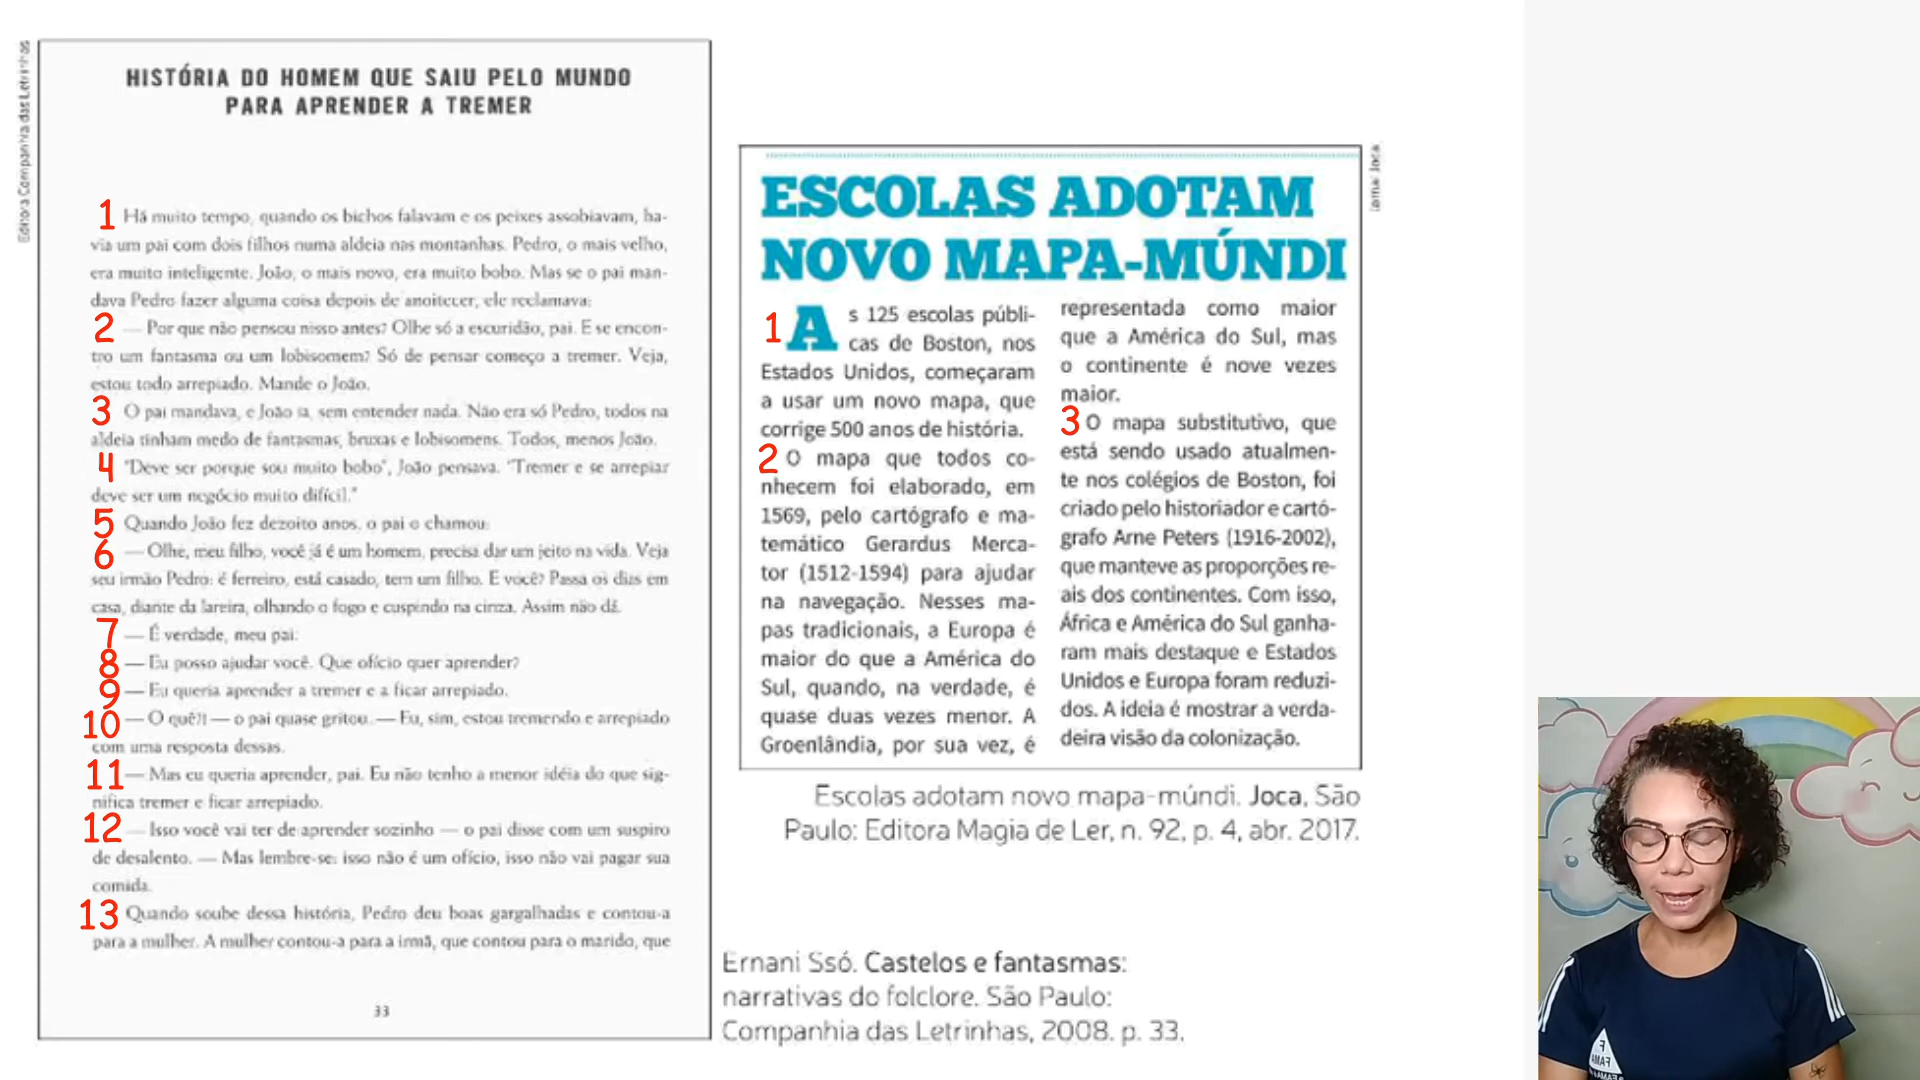 Editora Companhia das Letrinhas
HISTÓRIA DO HOMEM QUE SAIU PELO MUNDO
PARA APRENDER A TREMER
1 Há muito tempo, quando os bichos falavam e os peixes assobiavam, ha-
via um pai com dois filhos numa aldeia nas montanhas. Pedro, o mais velho,
era muito inteligente. João, o mais novo, era muito bobo. Mas se o pai man-
dava Pedro fazer alguma coisa depois de anoitecer, ele reclamava:
2 — Por que não pensou nisso antes? Olhe só a escuridão, pai. E se encon-
tro um fantasma ou um lobisomem? Só de pensar começo a tremer. Veja,
estou todo arrepiado. Mande o João.
3 O pai mandava, e João ia, sem entender nada. Não era só Pedro, todos na
aldeia tinham medo de fantasmas, bruxas e lobisomens. Todos, menos João.
4 "Deve ser porque sou muito bobo", João pensava. "Tremer e se arrepiar
deve ser um negócio muito difícil."
5 Quando João fez dezoito anos, o pai o chamou:
6 — Olhe, meu filho, você já é um homem, precisa dar um jeito na vida. Veja
seu irmão Pedro: é ferreiro, está casado, tem um filho. E você? Passa os dias em
casa, diante da lareira, olhando o fogo e cuspindo na cinza. Assim não dá.
7 — É verdade, meu pai.
8 — Eu posso ajudar você. Que ofício quer aprender?
9 — Eu queria aprender a tremer e a ficar arrepiado.
10 — O quê?! — o pai quase gritou. — Eu, sim, estou tremendo e arrepiado
com uma resposta dessas.
11 — Mas eu queria aprender, pai. Eu não tenho a menor idéia do que sig-
nifica tremer e ficar arrepiado.
12 — Isso você vai ter de aprender sozinho — o pai disse com um suspiro
de desalento. — Mas lembre-se: isso não é um ofício, isso não vai pagar sua
comida.
13 Quando soube dessa história, Pedro deu boas gargalhadas e contou-a
para a mulher. A mulher contou-a para a irmã, que contou para o marido, que
33
ESCOLAS ADOTAM
NOVO MAPA-MÚNDI
1 As 125 escolas públi-
cas de Boston, nos
Estados Unidos, começaram
a usar um novo mapa, que
corrige 500 anos de história.
2 O mapa que todos co-
nhecem foi elaborado, em
1569, pelo cartógrafo e ma-
temático Gerardus Merca-
tor (1512-1594) para ajudar
na navegação. Nesses ma-
pas tradicionais, a Europa é
maior do que a América do
Sul, quando, na verdade, é
quase duas vezes menor. A
Groenlândia, por sua vez, é
representada como maior
que a América do Sul, mas
o continente é nove vezes
maior.
3 O mapa substitutivo, que
está sendo usado atualmen-
te nos colégios de Boston, foi
criado pelo historiador e cartó-
grafo Arne Peters (1916-2002),
que manteve as proporções re-
ais dos continentes. Com isso,
África e América do Sul ganha-
ram mais destaque e Estados
Unidos e Europa foram reduzi-
dos. A ideia é mostrar a verda-
deira visão da colonização.
Joca
Escolas adotam novo mapa-múndi. Joca, São
Paulo: Editora Magia de Ler, n. 92, p. 4, abr. 2017.
Ernani Ssó. Castelos e fantasmas:
narrativas do folclore. São Paulo:
Companhia das Letrinhas, 2008. p. 33.